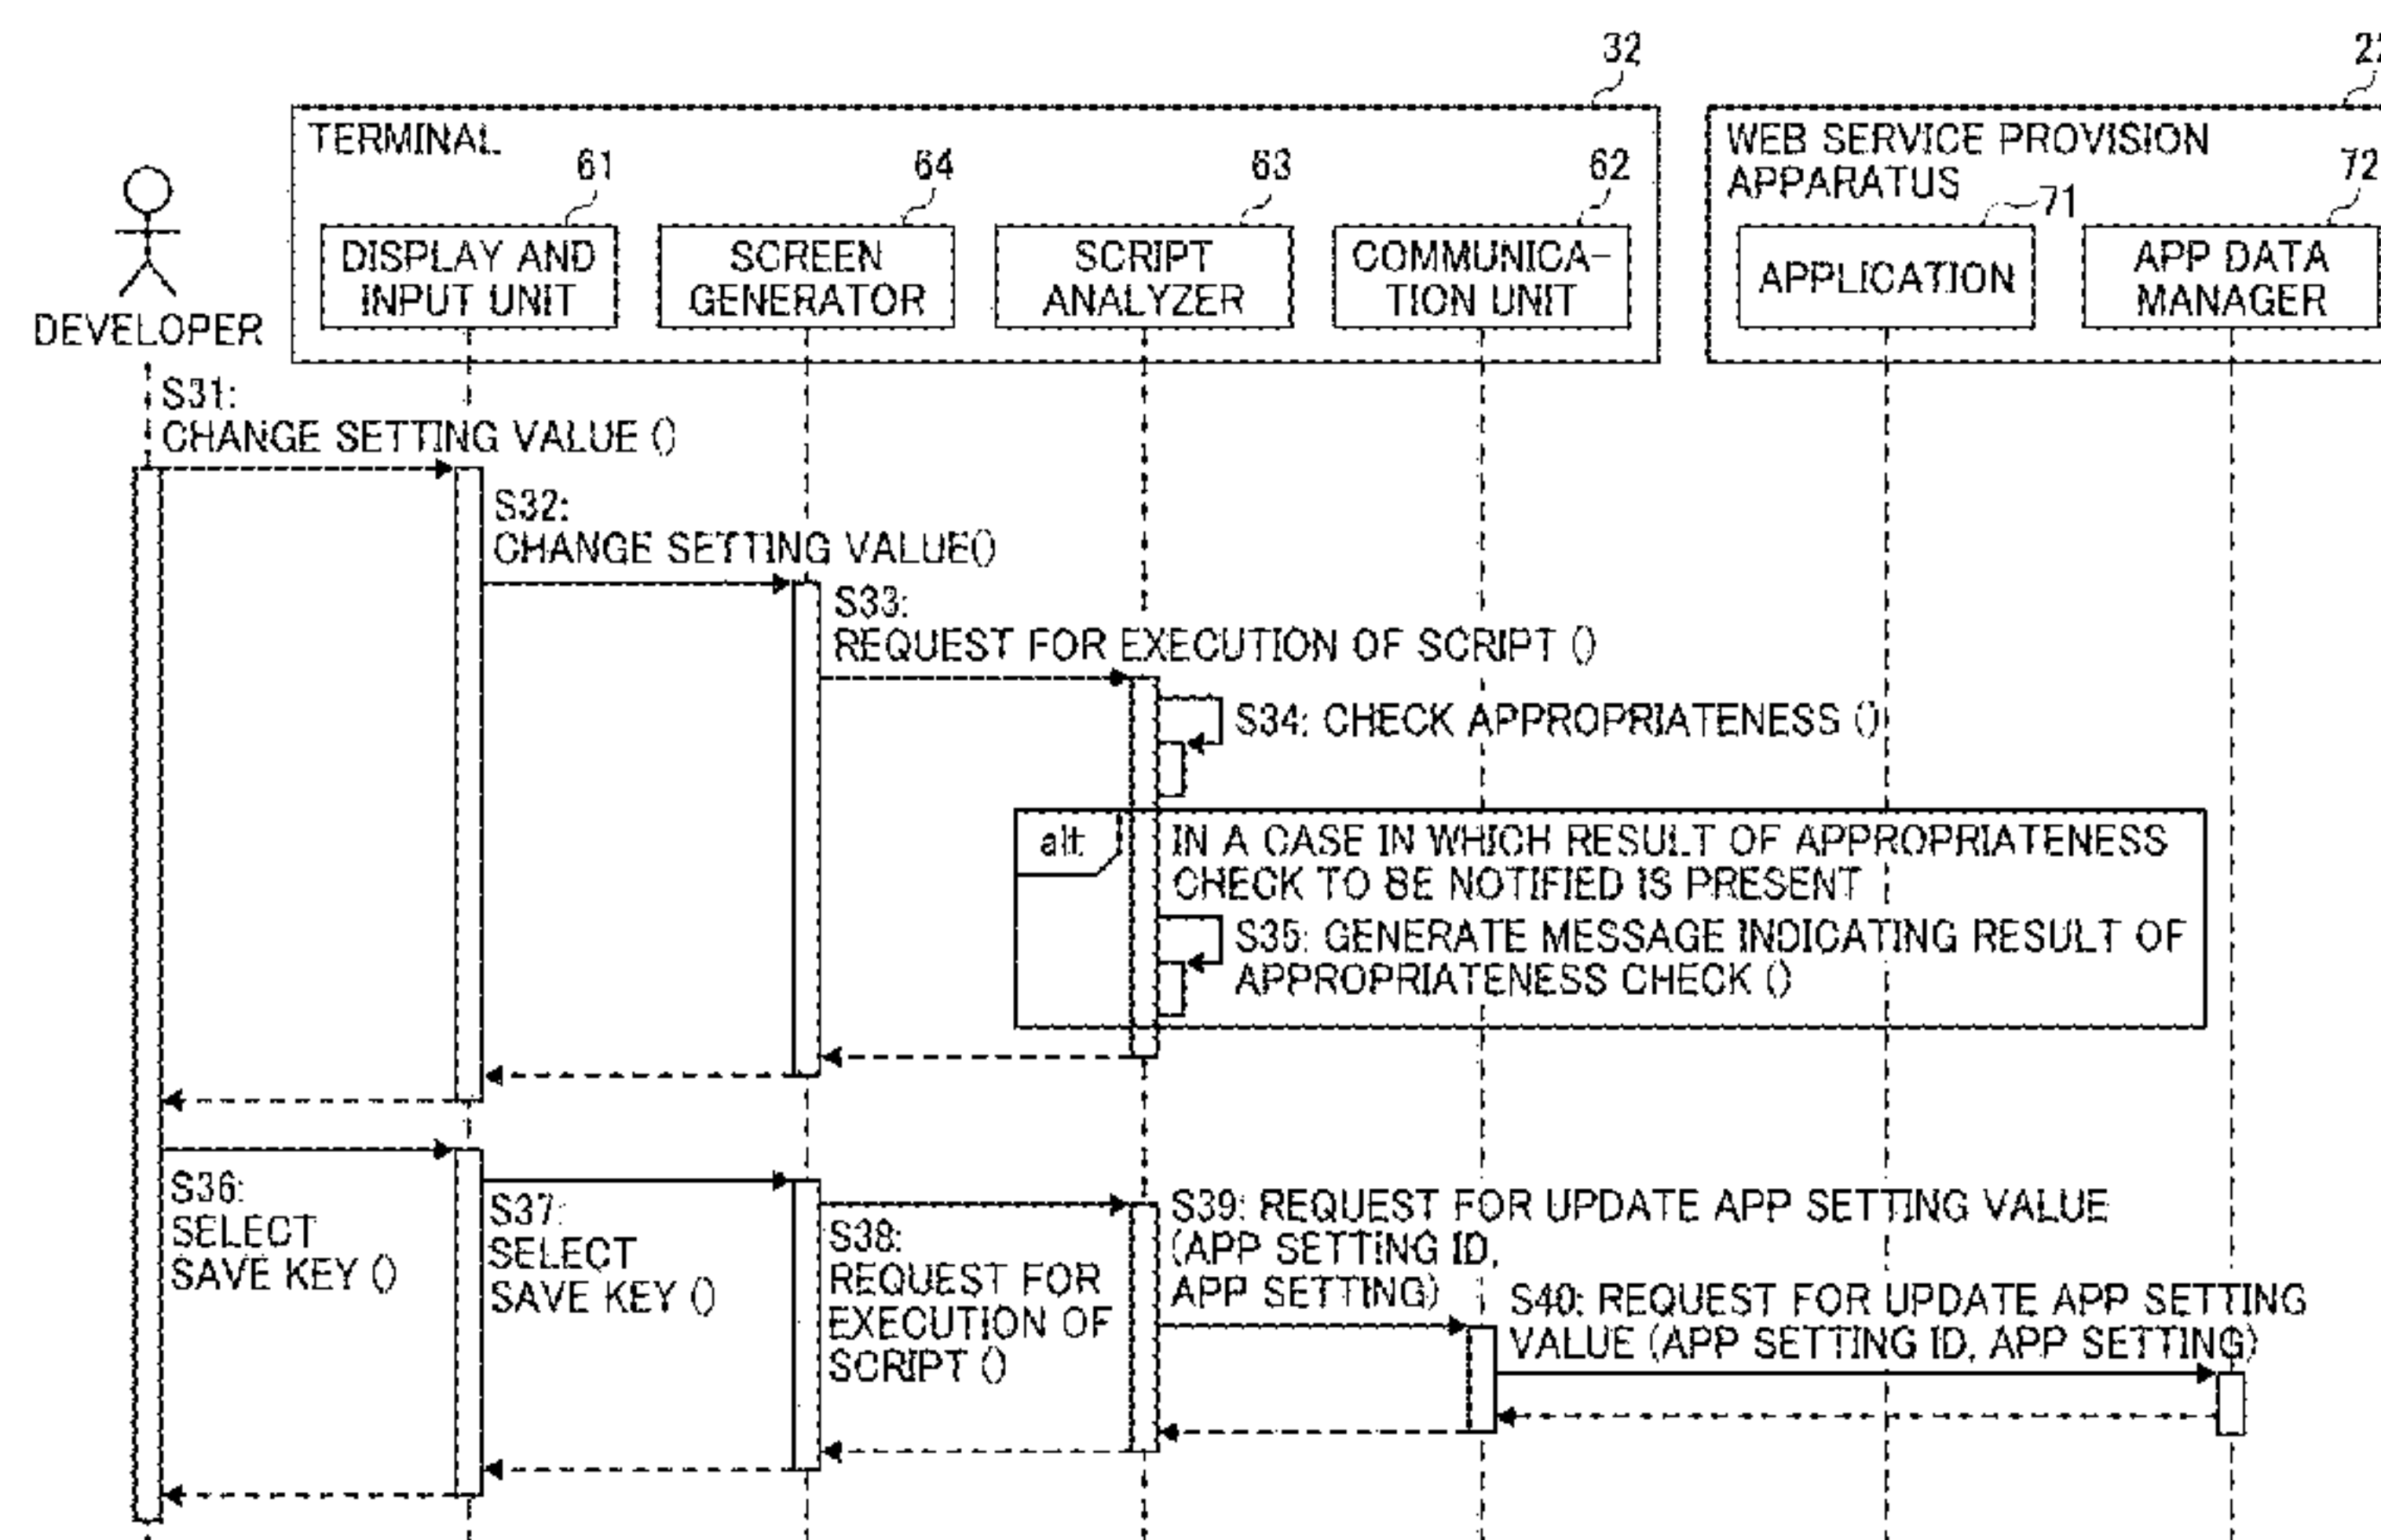 32
TERMINAL
61
64
63
62
WEB SERVICE PROVISION
APPARATUS
71
72
DISPLAY AND
INPUT UNIT
SCREEN
GENERATOR
SCRIPT
ANALYZER
COMMUNICA-
TION UNIT
APPLICATION
APP DATA
MANAGER
DEVELOPER
S31:
CHANGE SETTING VALUE ()
S32:
CHANGE SETTING VALUE()
S33:
REQUEST FOR EXECUTION OF SCRIPT ()
S34: CHECK APPROPRIATENESS ()
alt
IN A CASE IN WHICH RESULT OF APPROPRIATENESS
CHECK TO BE NOTIFIED IS PRESENT
S35: GENERATE MESSAGE INDICATING RESULT OF
APPROPRIATENESS CHECK ()
S36:
SELECT
SAVE KEY ()
S37:
SELECT
SAVE KEY ()
S38:
REQUEST FOR
EXECUTION OF
SCRIPT ()
S39: REQUEST FOR UPDATE APP SETTING VALUE
(APP SETTING ID,
APP SETTING)
S40: REQUEST FOR UPDATE APP SETTING
VALUE (APP SETTING ID, APP SETTING)